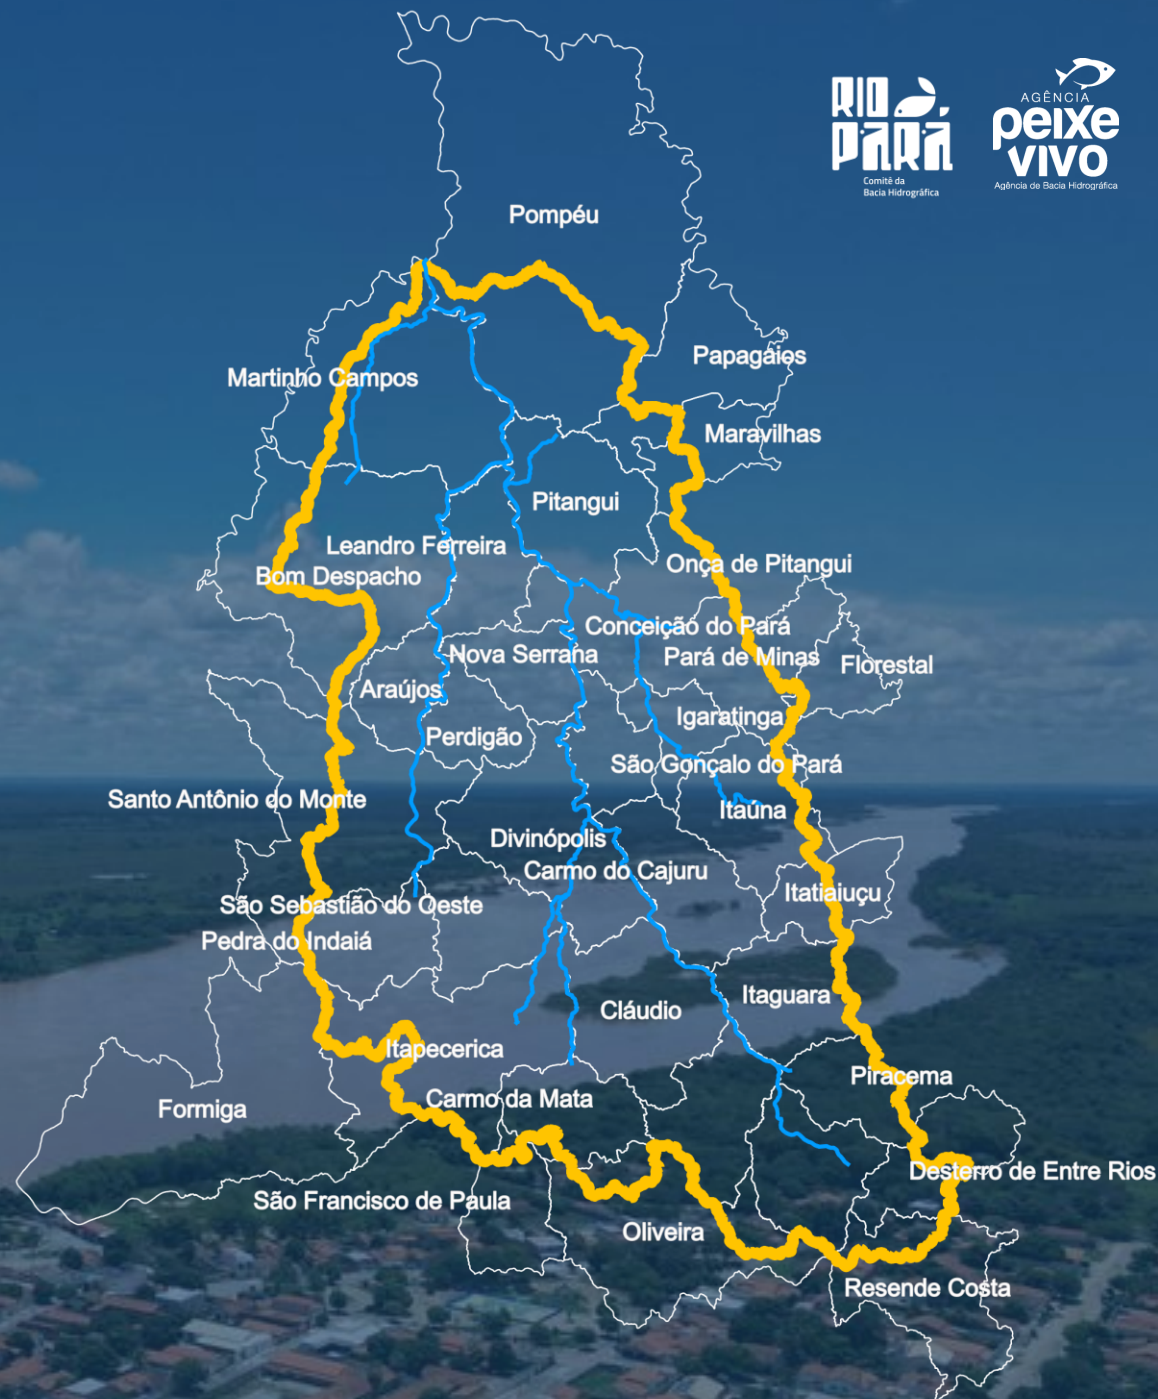 RIO
PARÁ
Comitê da
Bacia Hidrográfica
AGÊNCIA
peixe
VIVO
Agência de Bacia Hidrográfica
Pompéu
Papagaios
Martinho Campos
Maravilhas
Pitangui
Leandro Ferreira
Onça de Pitangui
Bom Despacho
Conceição do Pará
Nova Serrana
Pará de Minas
Florestal
Araújos
Igaratinga
Perdigão
São Gonçalo do Pará
Santo Antônio do Monte
Itaúna
Divinópolis
Carmo do Cajuru
Itatiaiuçu
São Sebastião do Oeste
Pedra do Indaiá
Itaguara
Cláudio
Itapecerica
Piracema
Carmo da Mata
Formiga
Desterro de Entre Rios
São Francisco de Paula
Oliveira
Resende Costa